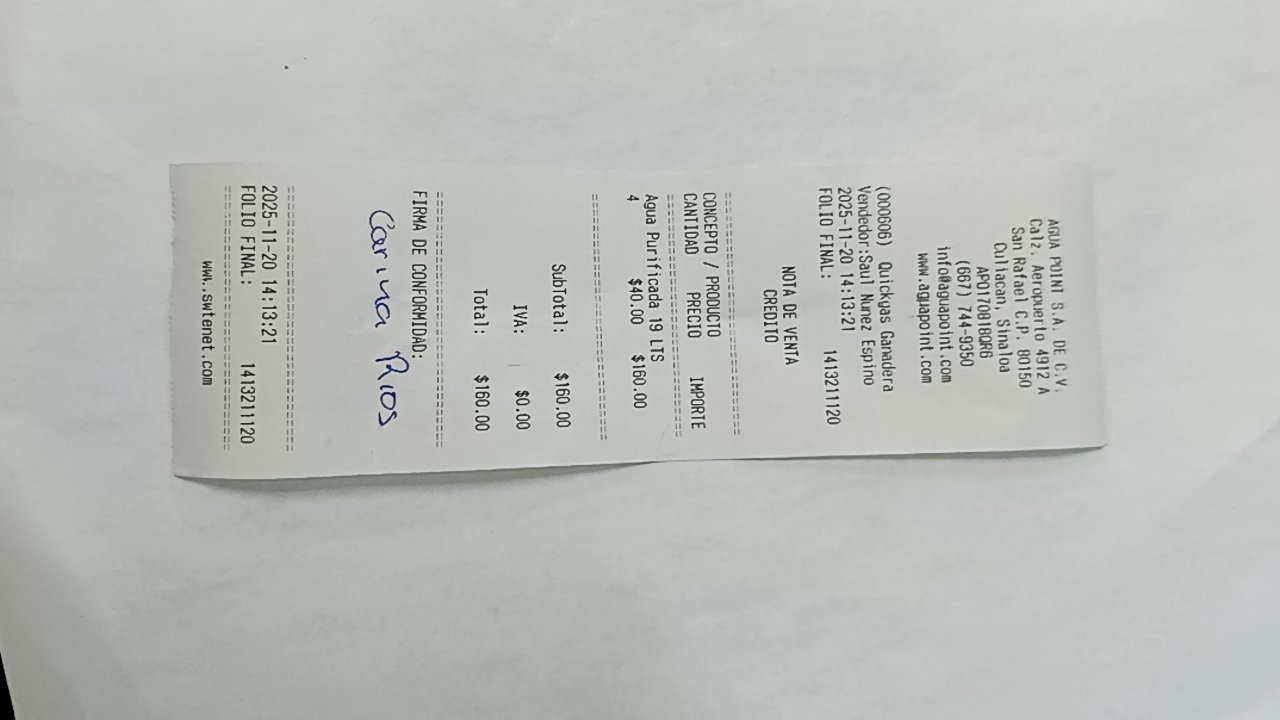 AGUA POINT S.A. DE C.V.
Calz. Aeropuerto 4912 A
San Rafael C.P. 80150
Culiacan, Sinaloa
APO170818QR6
(667) 744-9350
info@aguapoint.com
www.aguapoint.com
(000606) Quickgas Ganadera
Vendedor:Saul Nunez Espino
2025-11-20 14:13:21
FOLIO FINAL: 1413211120
NOTA DE VENTA
CREDITO
CONCEPTO / PRODUCTO
CANTIDAD PRECIO IMPORTE
Agua Purificada 19 LTS
4 $40.00 $160.00
SubTotal: $160.00
IVA: $0.00
Total: $160.00
FIRMA DE CONFORMIDAD:
Carina Rios
2025-11-20 14:13:21
FOLIO FINAL: 1413211120
www.swtenet.com